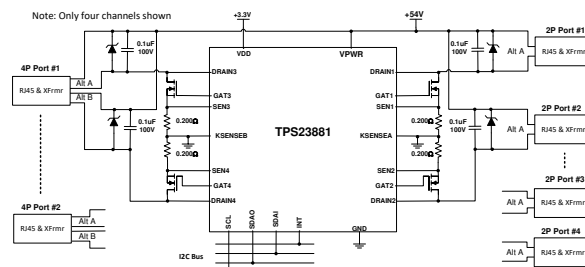 Note: Only four channels shown
+3.3V
+54V
4P Port #1
2P Port #1
0.1uF
100V
0.1uF
100V
VDD
VPWR
Alt A
Alt A
RJ45 & XFrmr
RJ45 & XFrmr
Alt B
DRAIN3
DRAIN1
GAT3
GAT1
SEN3
SEN1
0.1uF
100V
0.200Ω
0.200Ω
2P Port #2
0.1uF
100V
Alt A
RJ45 & XFrmr
KSENSEB
TPS23881
KSENSEA
0.200Ω
0.200Ω
SEN4
SEN2
GAT4
GAT2
2P Port #3
DRAIN4
DRAIN2
Alt A
RJ45 & XFrmr
4P Port #2
SCL
SDAO
SDAI
INT
GND
Alt A
RJ45 & XFrmr
Alt B
2P Port #4
Alt A
RJ45 & XFrmr
I2C Bus